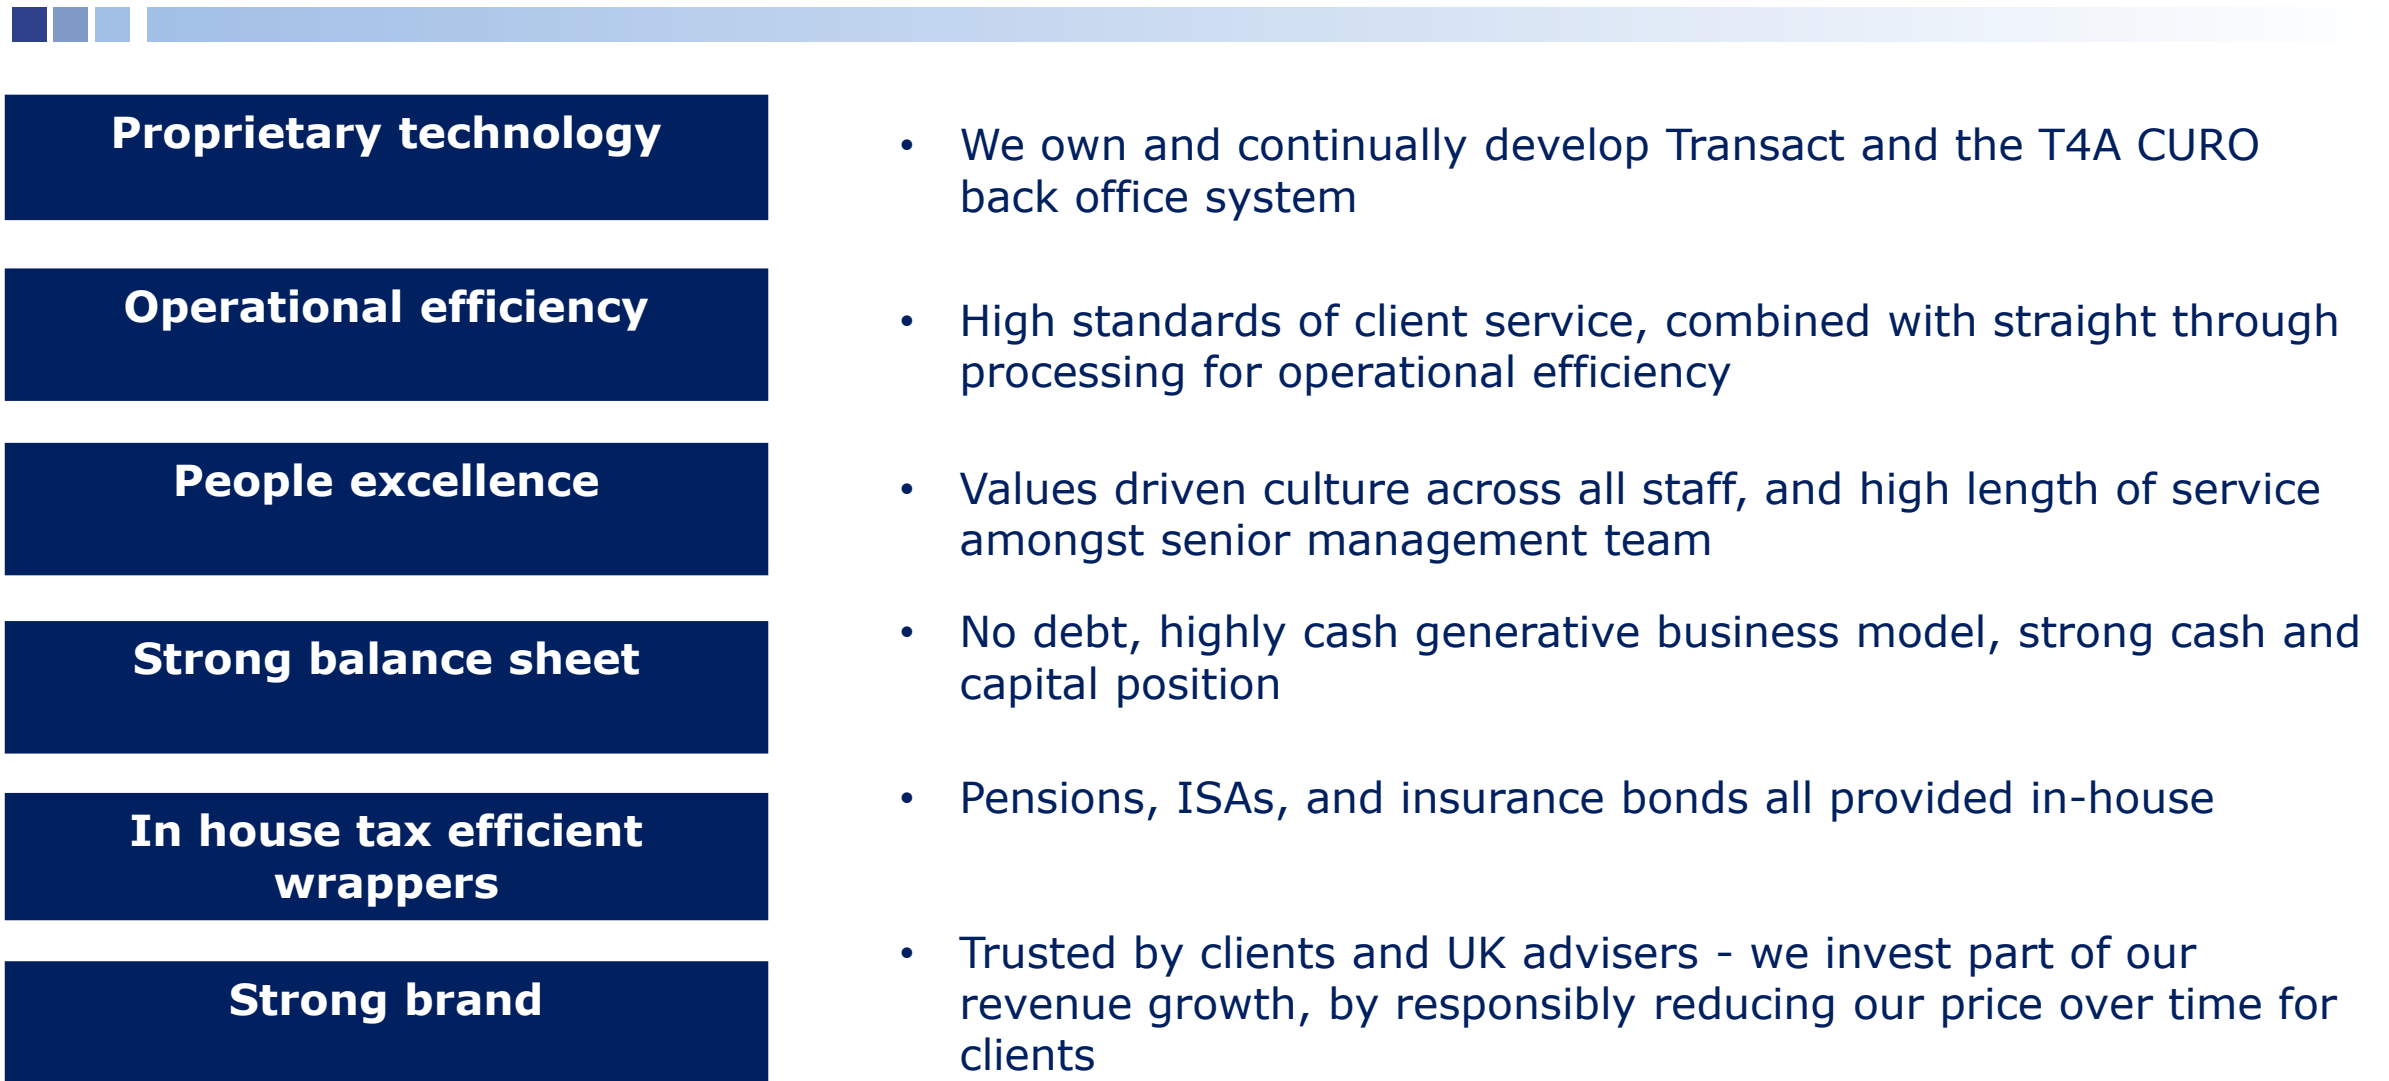 Proprietary technology
• We own and continually develop Transact and the T4A CURO
back office system
Operational efficiency
• High standards of client service, combined with straight through
processing for operational efficiency
People excellence
• Values driven culture across all staff, and high length of service
amongst senior management team
Strong balance sheet
• No debt, highly cash generative business model, strong cash and
capital position
In house tax efficient
wrappers
• Pensions, ISAs, and insurance bonds all provided in-house
Strong brand
• Trusted by clients and UK advisers - we invest part of our
revenue growth, by responsibly reducing our price over time for
clients